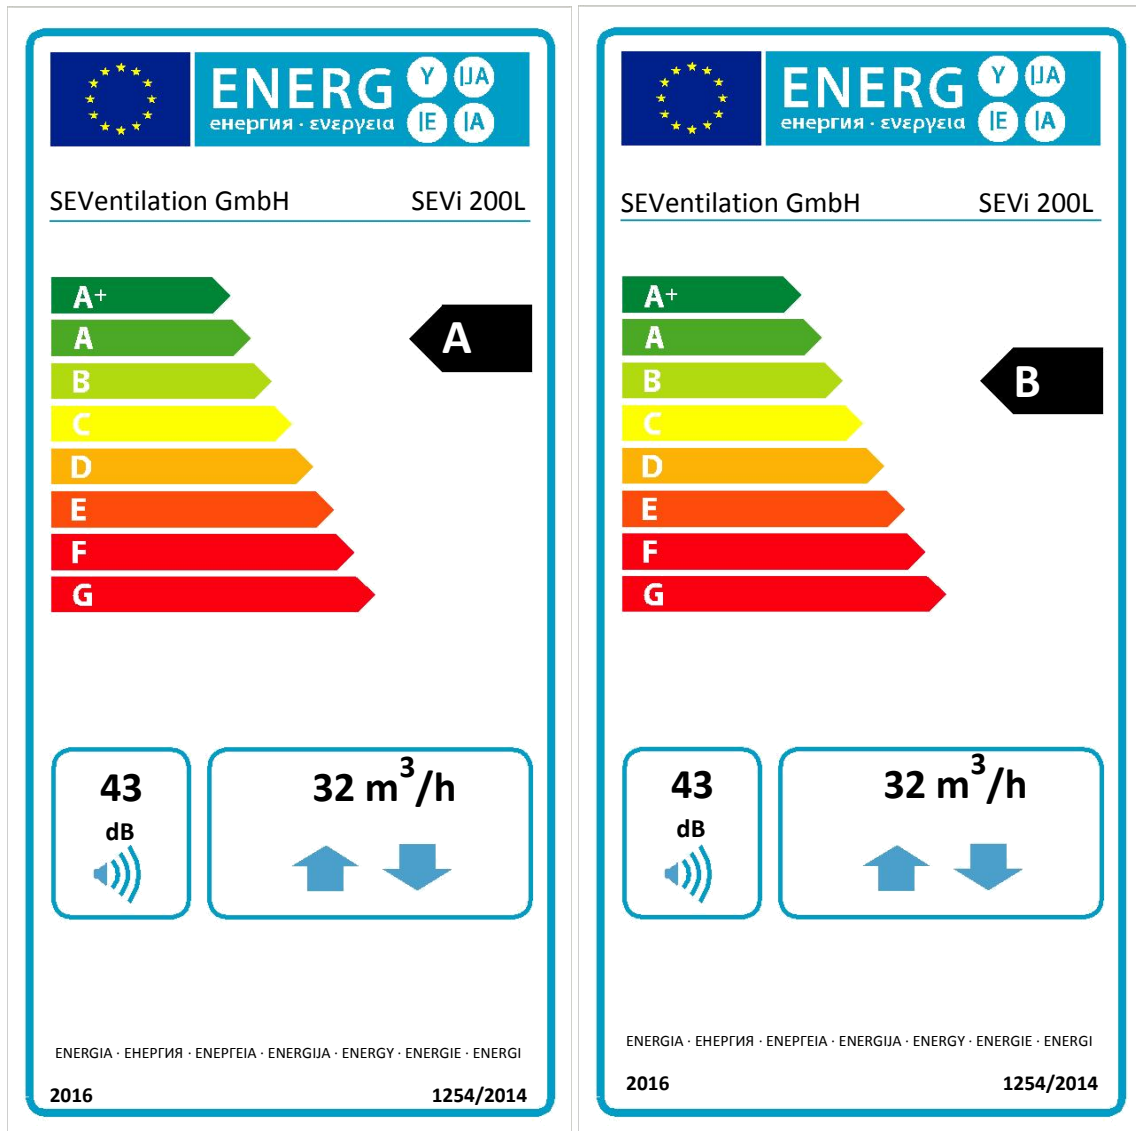 ENERG Y IJA
енергия · ενεργεια IE IA
SEVentilation GmbH SEVi 200L
A+
A
A
B
C
D
E
F
G
43
dB
32 m³/h
ENERGIA · ЕНЕРГИЯ · ΕΝΕΡΓΕΙΑ · ENERGIJA · ENERGY · ENERGIE · ENERGI
2016 1254/2014
ENERG Y IJA
енергия · ενεργεια IE IA
SEVentilation GmbH SEVi 200L
A+
A
B
B
C
D
E
F
G
43
dB
32 m³/h
ENERGIA · ЕНЕРГИЯ · ΕΝΕΡΓΕΙΑ · ENERGIJA · ENERGY · ENERGIE · ENERGI
2016 1254/2014